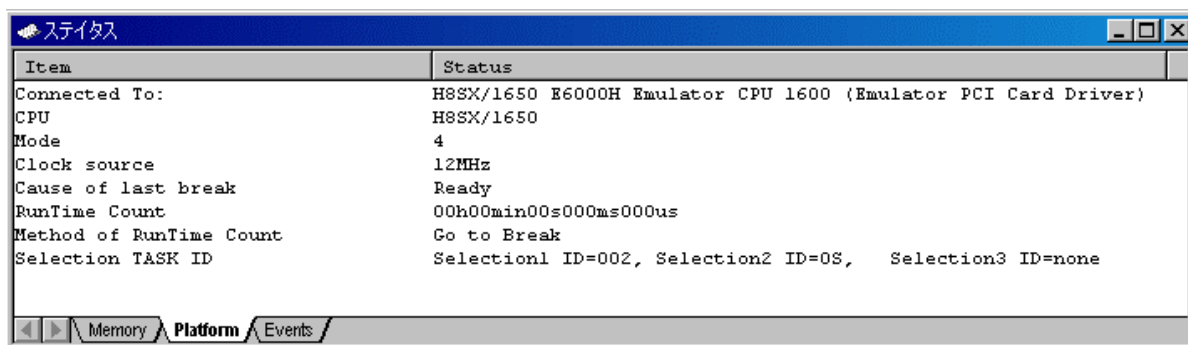 ステイタス
Item Status
Connected To: H8SX/1650 E6000H Emulator CPU 1600 (Emulator PCI Card Driver)
CPU H8SX/1650
Mode 4
Clock source 12MHz
Cause of last break Ready
RunTime Count 00h00min00s000ms000us
Method of RunTime Count Go to Break
Selection TASK ID Selection1 ID=002, Selection2 ID=OS, Selection3 ID=none
Memory Platform Events